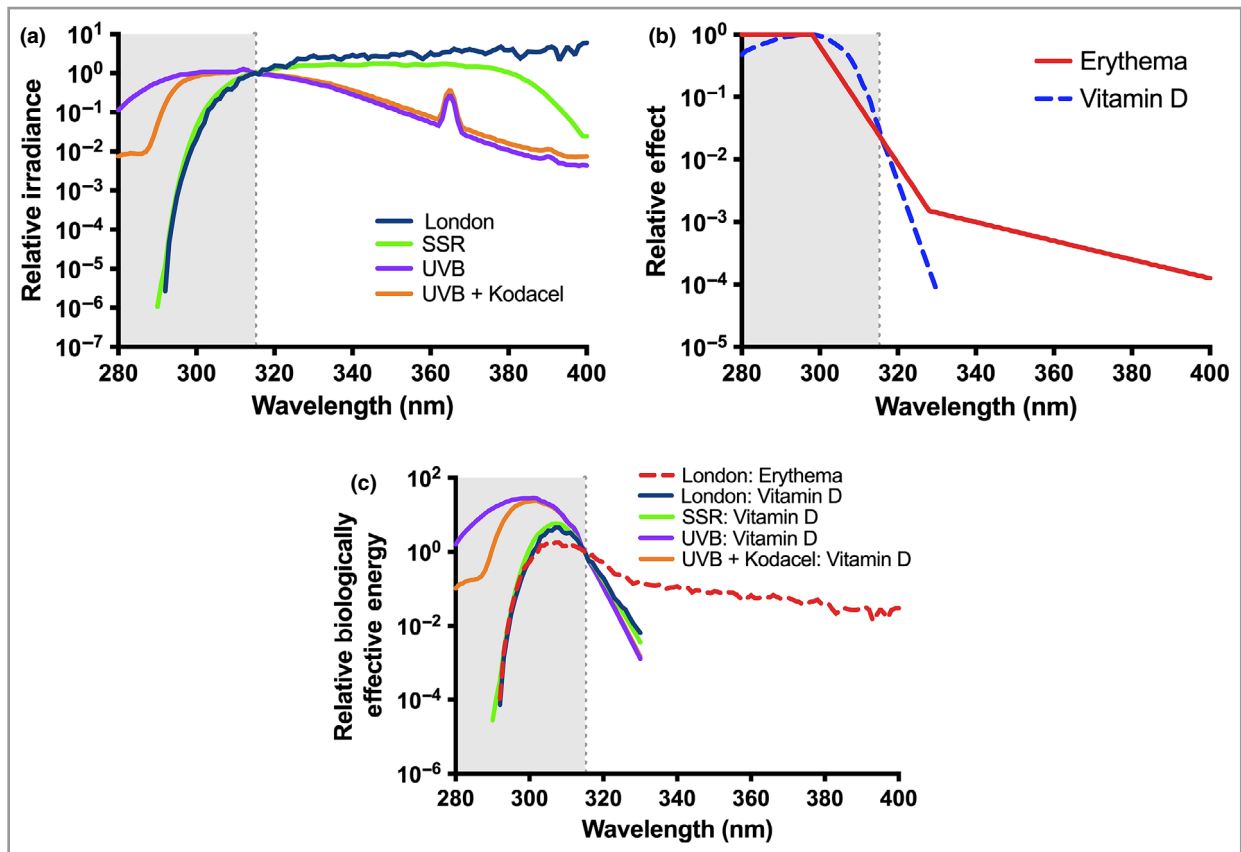 (a)
10¹
10⁰
10⁻¹
10⁻²
10⁻³
10⁻⁴
10⁻⁵
10⁻⁶
10⁻⁷
Relative irradiance
280 300 320 340 360 380 400
Wavelength (nm)
London
SSR
UVB
UVB + Kodacel
(b)
10⁰
10⁻¹
10⁻²
10⁻³
10⁻⁴
10⁻⁵
Relative effect
280 300 320 340 360 380 400
Wavelength (nm)
Erythema
Vitamin D
(c)
10²
10⁰
10⁻²
10⁻⁴
10⁻⁶
Relative biologically
effective energy
280 300 320 340 360 380 400
Wavelength (nm)
London: Erythema
London: Vitamin D
SSR: Vitamin D
UVB: Vitamin D
UVB + Kodacel: Vitamin D